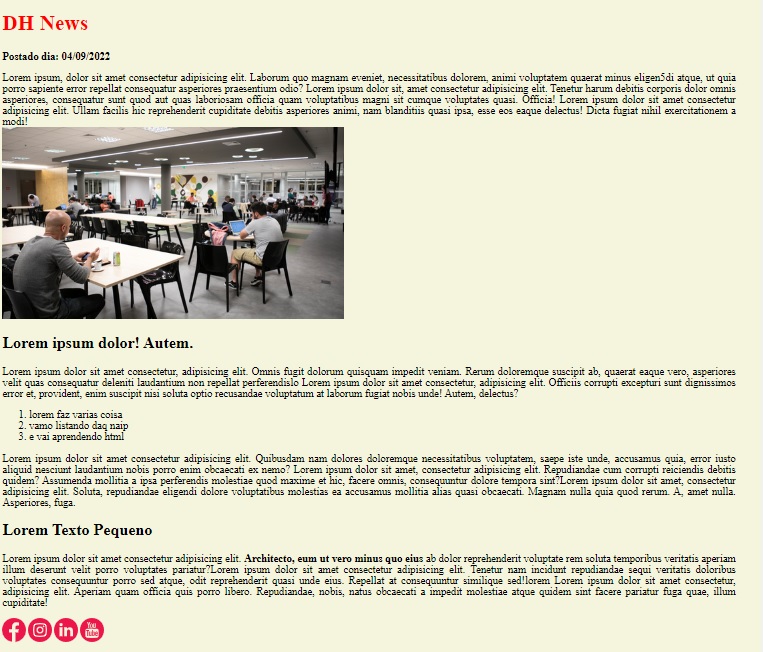 DH News
Postado dia: 04/09/2022
Lorem ipsum, dolor sit amet consectetur adipisicing elit. Laborum quo magnam eveniet, necessitatibus dolorem, animi voluptatem quaerat minus eligen5di atque, ut quia
porro sapiente error repellat consequatur asperiores praesentium odio? Lorem ipsum dolor sit, amet consectetur adipisicing elit. Tenetur harum debitis corporis dolor omnis
asperiores, consequatur sunt quod aut quas laboriosam officia quam voluptatibus magni sit cumque voluptates quasi. Officia! Lorem ipsum dolor sit amet consectetur
adipisicing elit. Ullam facilis hic reprehenderit cupiditate debitis asperiores animi, nam blanditiis quasi ipsa, esse eos eaque delectus! Dicta fugiat nihil exercitationem a
modi!
Lorem ipsum dolor! Autem.
Lorem ipsum dolor sit amet consectetur, adipisicing elit. Omnis fugit dolorum quisquam impedit veniam. Rerum doloremque suscipit ab, quaerat eaque vero, asperiores
velit quas consequatur deleniti laudantium non repellat perferendislo Lorem ipsum dolor sit amet consectetur, adipisicing elit. Officiis corrupti excepturi sunt dignissimos
error et, provident, enim suscipit nisi soluta optio recusandae voluptatum at laborum fugiat nobis unde! Autem, delectus?
1. lorem faz varias coisa
2. vamo listando daq naip
3. e vai aprendendo html
Lorem ipsum dolor sit amet consectetur adipisicing elit. Quibusdam nam dolores doloremque necessitatibus voluptatem, saepe iste unde, accusamus quia, error iusto
aliquid nesciunt laudantium nobis porro enim obcaecati ex nemo? Lorem ipsum dolor sit amet, consectetur adipisicing elit. Repudiandae cum corrupti reiciendis debitis
quidem? Assumenda mollitia a ipsa perferendis molestiae quod maxime et hic, facere omnis, consequuntur dolore tempora sint?Lorem ipsum dolor sit amet, consectetur
adipisicing elit. Soluta, repudiandae eligendi dolore voluptatibus molestias ea accusamus mollitia alias quasi obcaecati. Magnam nulla quia quod rerum. A, amet nulla.
Asperiores, fuga.
Lorem Texto Pequeno
Lorem ipsum dolor sit amet consectetur adipisicing elit. Architecto, eum ut vero minus quo eius ab dolor reprehenderit voluptate rem soluta temporibus veritatis aperiam
illum deserunt velit porro voluptates pariatur?Lorem ipsum dolor sit amet consectetur adipisicing elit. Tenetur nam incidunt repudiandae sequi veritatis doloribus
voluptates consequuntur porro sed atque, odit reprehenderit quasi unde eius. Repellat at consequuntur similique sed!lorem Lorem ipsum dolor sit amet consectetur,
adipisicing elit. Aperiam quam officia quis porro libero. Repudiandae, nobis, natus obcaecati a impedit molestiae atque quidem sint facere pariatur fuga quae, illum
cupiditate!
f in You Tube